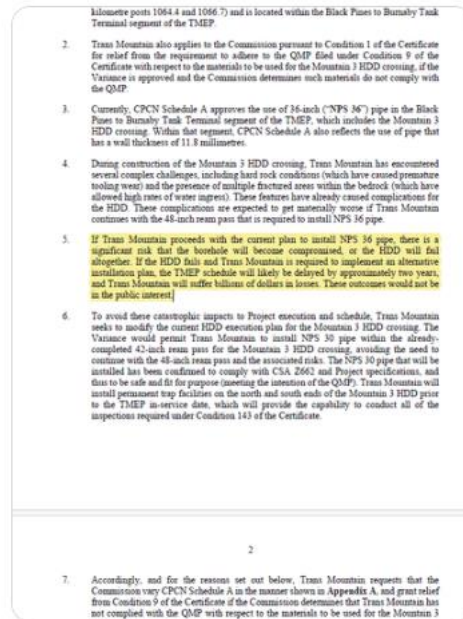 kilometre posts 1064.4 and 1066.7) and is located within the Black Pines to Burnaby Tank
Terminal segment of the TMEP.
2. Trans Mountain also applies to the Commission pursuant to Condition 1 of the Certificate
for relief from the requirement to adhere to the QMP filed under Condition 9 of the
Certificate with respect to the materials to be used for the Mountain 3 HDD crossing, if the
Variance is approved and the Commission determines such materials do not comply with
the QMP.
3. Currently, CPCN Schedule A approves the use of 36-inch (“NPS 36”) pipe in the Black
Pines to Burnaby Tank Terminal segment of the TMEP, which includes the Mountain 3
HDD crossing. Within that segment, CPCN Schedule A also reflects the use of pipe that
has a wall thickness of 11.8 millimetres.
4. During construction of the Mountain 3 HDD crossing, Trans Mountain has encountered
several complex challenges, including hard rock conditions (which have caused premature
tooling wear) and the presence of multiple fractured areas within the bedrock (which have
allowed high rates of water ingress). These features have already caused complications for
the HDD. These complications are expected to get materially worse if Trans Mountain
continues with the 48-inch ream pass that is required to install NPS 36 pipe.
5. If Trans Mountain proceeds with the current plan to install NPS 36 pipe, there is a
significant risk that the borehole will become compromised, or the HDD will fail
altogether. If the HDD fails and Trans Mountain is required to implement an alternative
installation plan, the TMEP schedule will likely be delayed by approximately two years,
and Trans Mountain will suffer billions of dollars in losses. These outcomes would not be
in the public interest.
6. To avoid these catastrophic impacts to Project execution and schedule, Trans Mountain
seeks to modify the current HDD execution plan for the Mountain 3 HDD crossing. The
Variance would permit Trans Mountain to install NPS 30 pipe within the already-
completed 42-inch ream pass for the Mountain 3 HDD crossing, avoiding the need to
continue with the 48-inch ream pass and the associated risks. The NPS 30 pipe that will be
installed has been confirmed to comply with CSA Z662 and Project specifications, and
thus to be safe and fit for purpose (meeting the intention of the QMP). Trans Mountain will
install permanent trap facilities on the north and south ends of the Mountain 3 HDD prior
to the TMEP in-service date, which will provide the capability to conduct all of the
inspections required under Condition 143 of the Certificate.
2
7. Accordingly, and for the reasons set out below, Trans Mountain requests that the
Commission vary CPCN Schedule A in the manner shown in Appendix A, and grant relief
from Condition 9 of the Certificate if the Commission determines that Trans Mountain has
not complied with the QMP with respect to the materials to be used for the Mountain 3